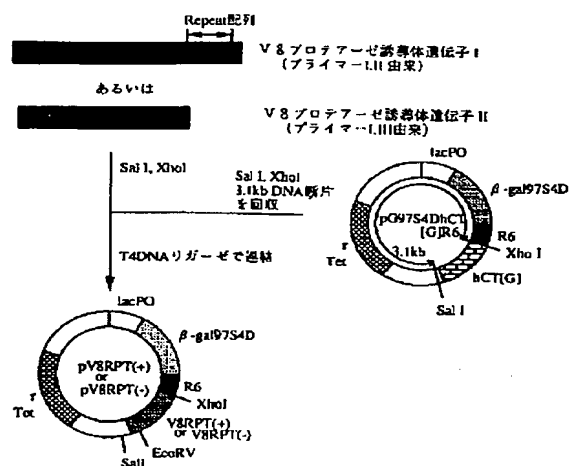 Repeat配列
V8プロテアーゼ誘導体遺伝子I
(プライマーI,II由来)
あるいは
V8プロテアーゼ誘導体遺伝子II
(プライマーI,III由来)
Sal I, XhoI
Sal I, XhoI
3.1kb DNA断片
を回収
lacPO
β-gal97S4D
pG97S4DhCT
[G]R6
R6
Xho I
3.1kb
r
Tet
hCT[G]
Sal I
T4DNAリガーゼで連結
lacPO
β-gal97S4D
pV8RPT(+)
or
pV8RPT(-)
R6
XhoI
r
Tet
V8RPT(+)
or V8RPT(-)
EcoRV
SalI